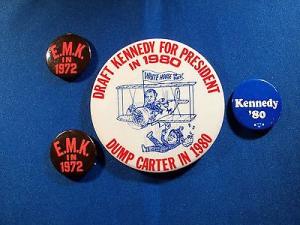 E.M.K.
IN
1972
E.M.K.
IN
1972
DRAFT KENNEDY FOR PRESIDENT
IN 1980
WHITE HOUSE
DUMP CARTER IN 1980
Kennedy
'80